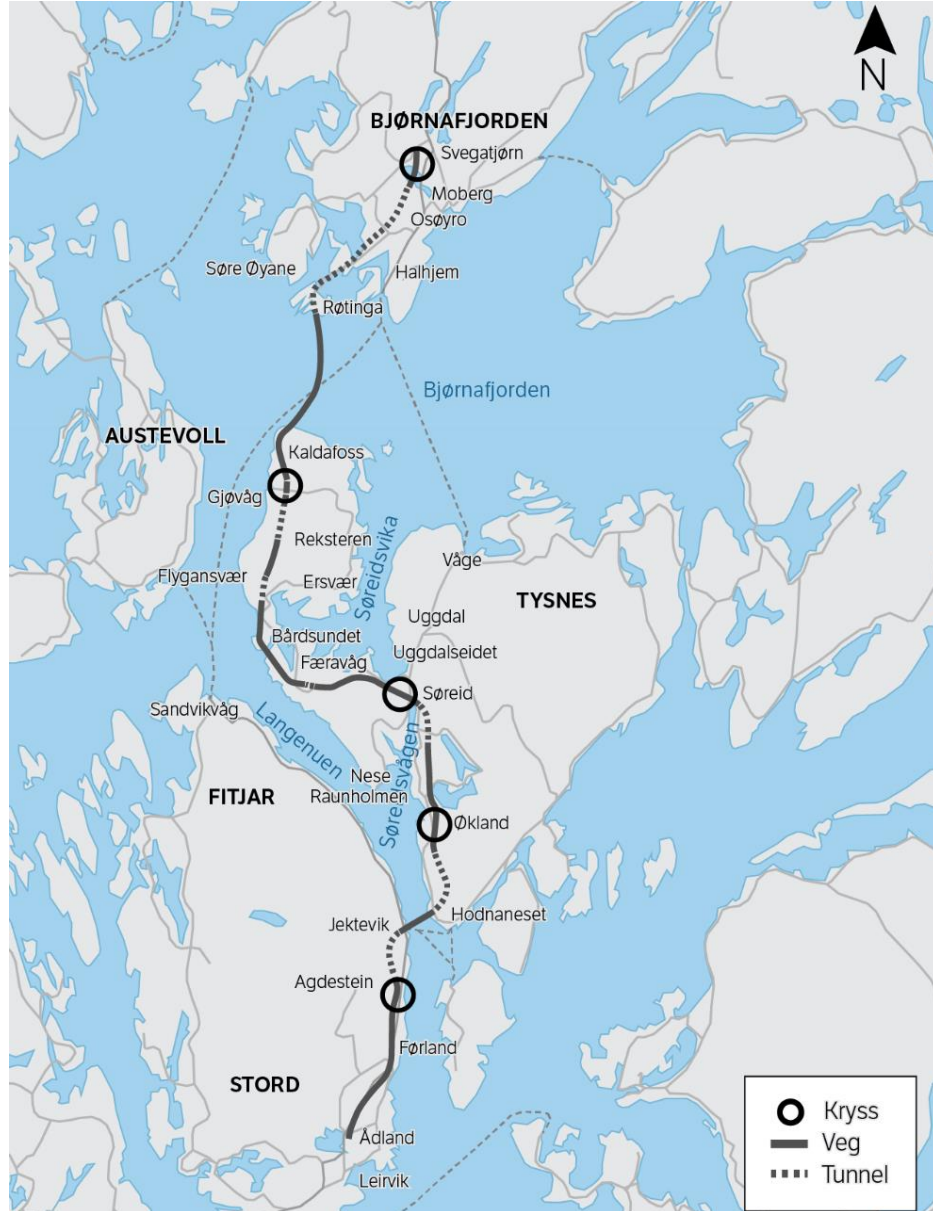 N
BJØRNAFJORDEN
Svegatjørn
Moberg
Osøyro
Søre Øyane
Halhjem
Røtinga
Bjørnafjorden
AUSTEVOLL
Kaldafoss
Gjøvåg
Reksteren
Søreidsvika
Våge
Flygansvær
Ersvær
TYSNES
Uggdal
Bårdsundet
Uggdalseidet
Færavåg
Søreid
Sandvikvåg
Langenuen
Søreidsvågen
Nese
FITJAR
Raunholmen
Økland
Hodnaneset
Jektevik
Agdestein
Førland
STORD
Ådland
Leirvik
Kryss
Veg
Tunnel